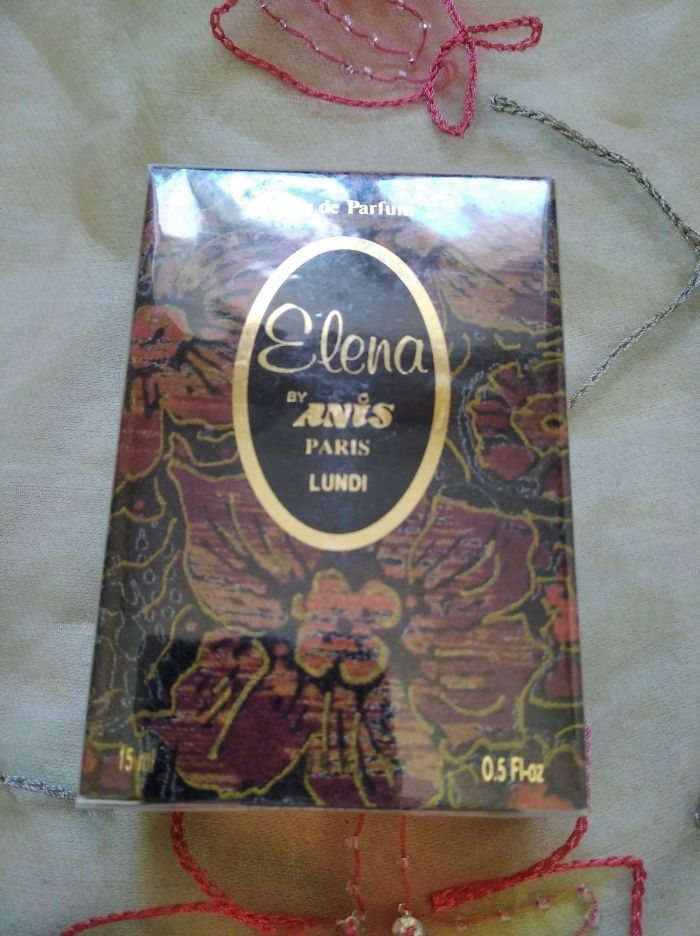 de Parfum
Elena
BY ANiS
PARIS
LUNDI
15 ml
0.5 Fl-oz